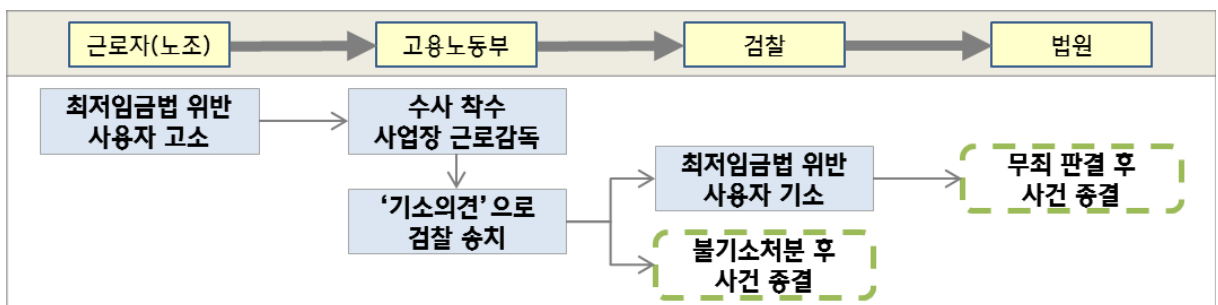 근로자(노조)
고용노동부
검찰
법원
최저임금법 위반
사용자 고소
수사 착수
사업장 근로감독
‘기소의견’으로
검찰 송치
최저임금법 위반
사용자 기소
불기소처분 후
사건 종결
무죄 판결 후
사건 종결